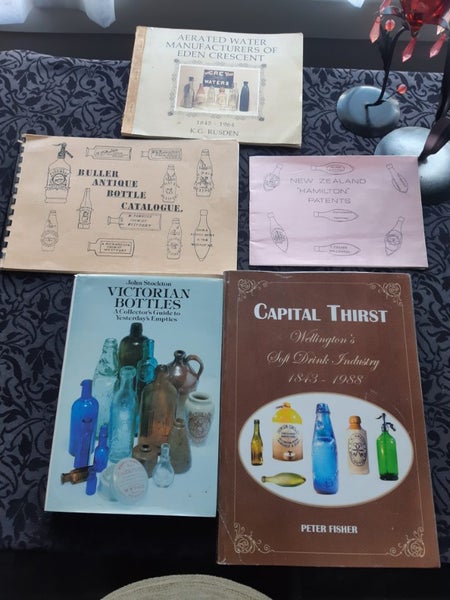 AERATED WATER
MANUFACTURERS OF
EDEN CRESCENT
1845 - 1964
K.G. RUSDEN
BULLER
ANTIQUE
BOTTLE
CATALOGUE.
NEW ZEALAND
"HAMILTON"
PATENTS
John Stockton
VICTORIAN
BOTTLES
A Collector's Guide to
Yesterday's Empties
CAPITAL THIRST
Wellington's
Soft Drink Industry
1843 - 1988
PETER FISHER